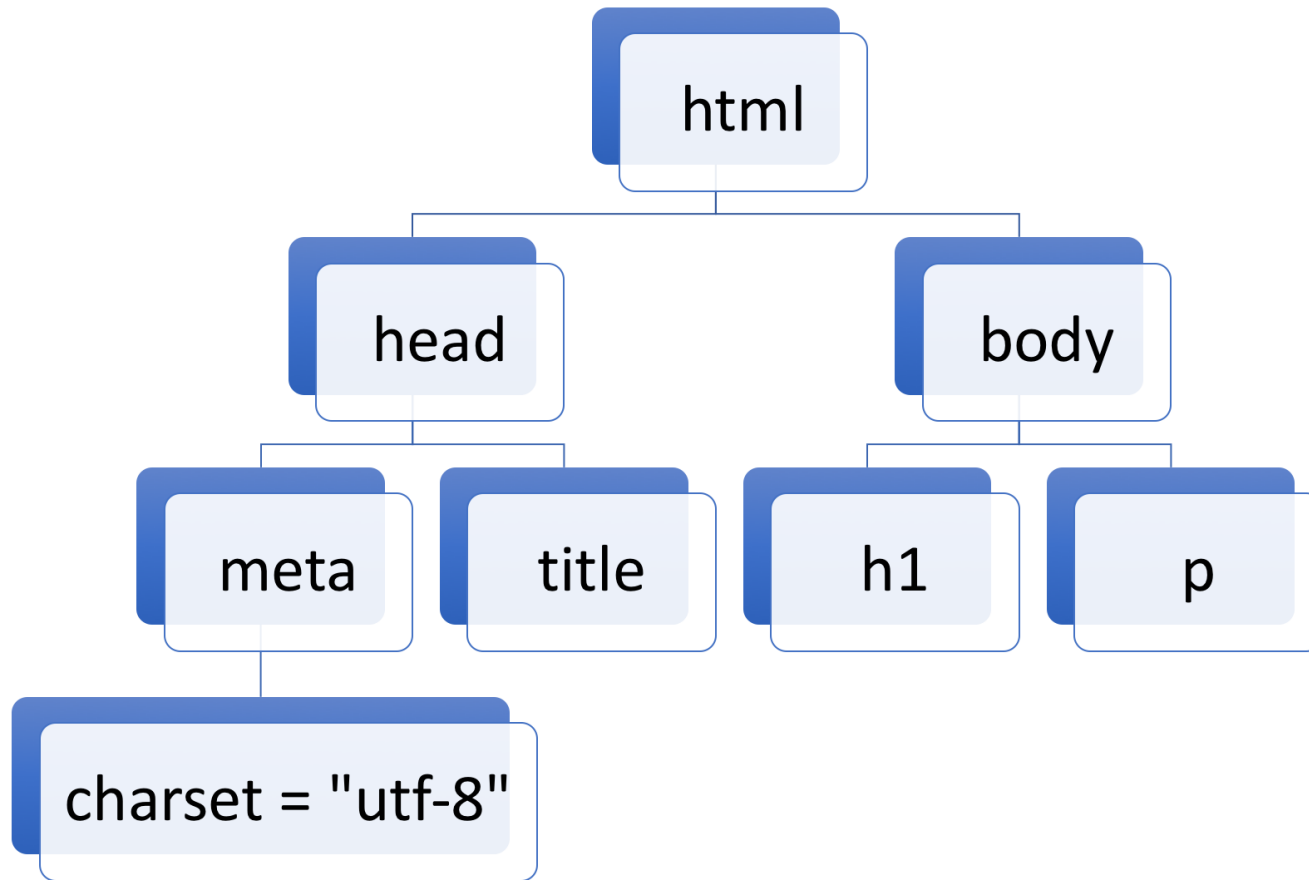 html
head
body
meta
title
h1
p
charset = "utf-8"